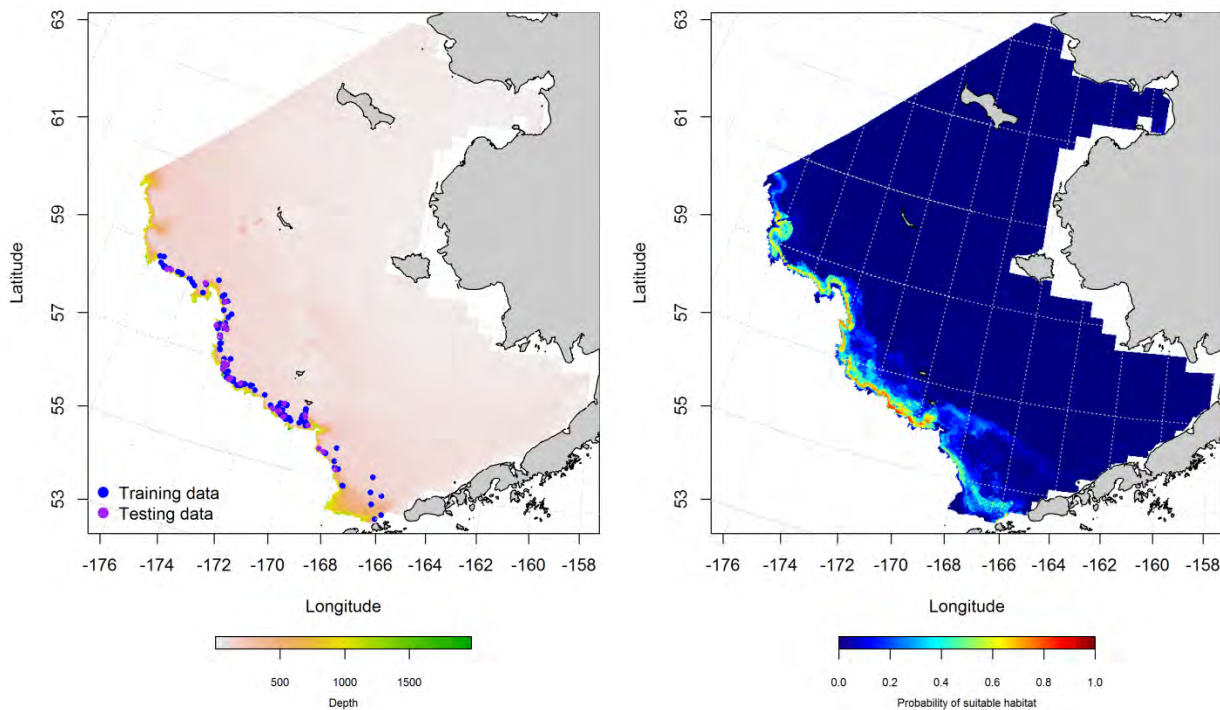 63
61
59
57
55
53
Latitude
Training data
Testing data
-176 -174 -172 -170 -168 -166 -164 -162 -160 -158
Longitude
500 1000 1500
Depth
63
61
59
57
55
53
Latitude
-176 -174 -172 -170 -168 -166 -164 -162 -160 -158
Longitude
0.0 0.2 0.4 0.6 0.8 1.0
Probability of suitable habitat